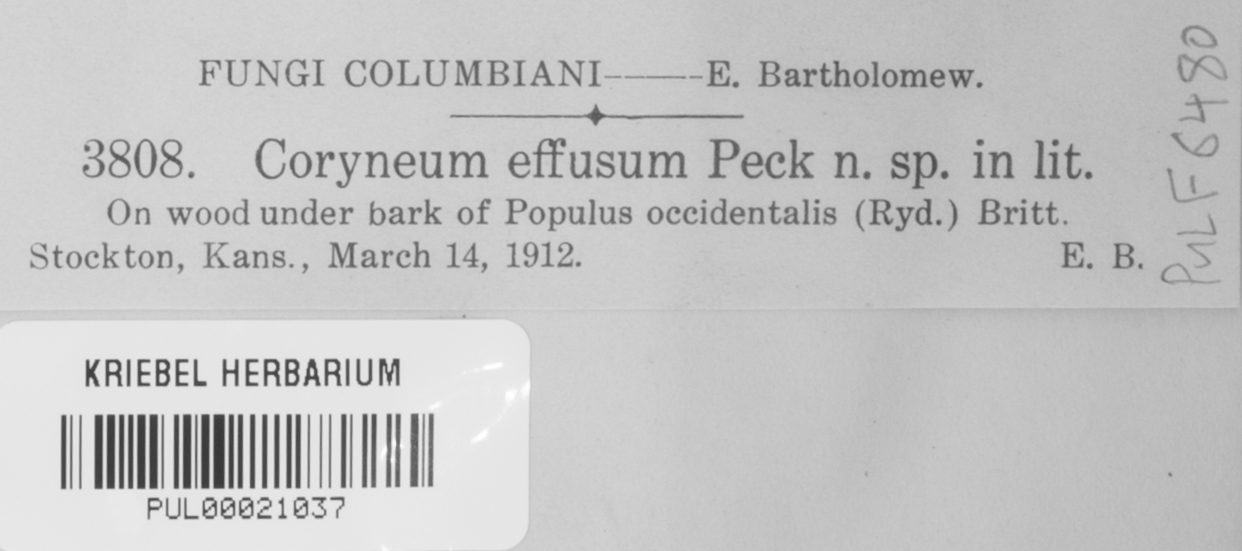 FUNGI COLUMBIANI——E. Bartholomew.
3808. Coryneum effusum Peck n. sp. in lit.
On wood under bark of Populus occidentalis (Ryd.) Britt.
Stockton, Kans., March 14, 1912. E. B.
PUL F6480
KRIEBEL HERBARIUM
PUL00021037